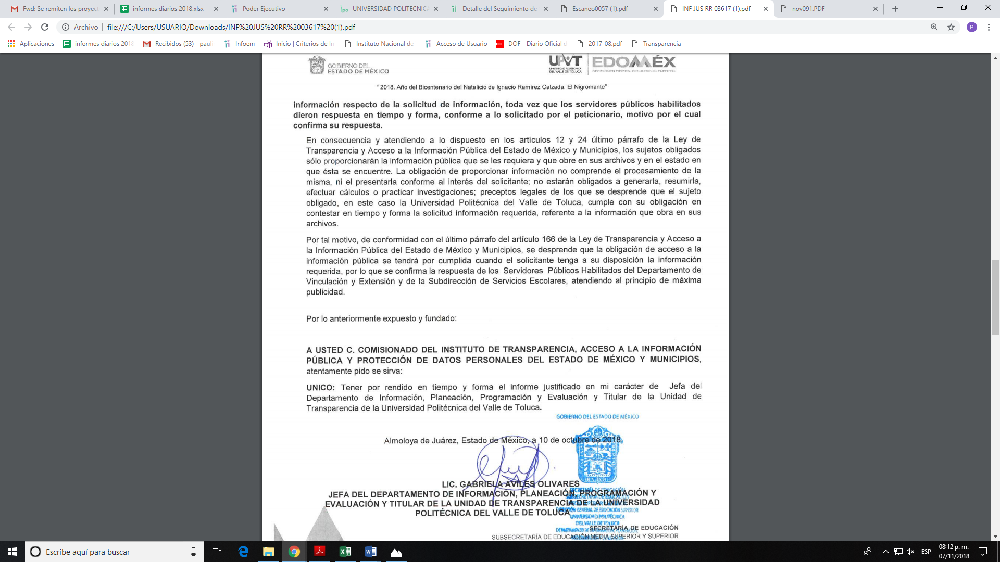 Fwd: Se remiten los proyect
informes diarios 2018.xlsx -
Poder Ejecutivo
UNIVERSIDAD POLITECNICA
Detalle del Seguimiento de
Escaneo0057 (1).pdf
INF JUS RR 03617 (1).pdf
nov091.PDF
Archivo
file:///C:/Users/USUARIO/Downloads/INF%20JUS%20RR%2003617%20(1).pdf
P
Aplicaciones
informes diarios 2018
Recibidos (53) - pauli
Infoem
Inicio | Criterios de In
Instituto Nacional de
Acceso de Usuario
DOF
DOF - Diario Oficial d
2017-08.pdf
Transparencia
GOBIERNO DEL
ESTADO DE MÉXICO
UPVT
UNIVERSIDAD POLITÉCNICA
DEL VALLE DE TOLUCA
EDOMÉX
DECISIONES FIRMES, RESULTADOS FUERTES.
“ 2018. Año del Bicentenario del Natalicio de Ignacio Ramírez Calzada, El Nigromante”
información respecto de la solicitud de información, toda vez que los servidores públicos habilitados
dieron respuesta en tiempo y forma, conforme a lo solicitado por el peticionario, motivo por el cual
confirma su respuesta.
En consecuencia y atendiendo a lo dispuesto en los artículos 12 y 24 último párrafo de la Ley de
Transparencia y Acceso a la Información Pública del Estado de México y Municipios, los sujetos obligados
sólo proporcionarán la información pública que se les requiera y que obre en sus archivos y en el estado en
que ésta se encuentre. La obligación de proporcionar información no comprende el procesamiento de la
misma, ni el presentarla conforme al interés del solicitante; no estarán obligados a generarla, resumirla,
efectuar cálculos o practicar investigaciones; preceptos legales de los que se desprende que el sujeto
obligado, en este caso la Universidad Politécnica del Valle de Toluca, cumple con su obligación en
contestar en tiempo y forma la solicitud información requerida, referente a la información que obra en sus
archivos.
Por tal motivo, de conformidad con el último párrafo del artículo 166 de la Ley de Transparencia y Acceso a
la Información Pública del Estado de México y Municipios, se desprende que la obligación de acceso a la
información pública se tendrá por cumplida cuando el solicitante tenga a su disposición la información
requerida, por lo que se confirma la respuesta de los Servidores Públicos Habilitados del Departamento de
Vinculación y Extensión y de la Subdirección de Servicios Escolares, atendiendo al principio de máxima
publicidad.
Por lo anteriormente expuesto y fundado:
A USTED C. COMISIONADO DEL INSTITUTO DE TRANSPARENCIA, ACCESO A LA INFORMACIÓN
PÚBLICA Y PROTECCIÓN DE DATOS PERSONALES DEL ESTADO DE MÉXICO Y MUNICIPIOS,
atentamente pido se sirva:
UNICO: Tener por rendido en tiempo y forma el informe justificado en mi carácter de Jefa del
Departamento de Información, Planeación, Programación y Evaluación y Titular de la Unidad de
Transparencia de la Universidad Politécnica del Valle de Toluca.
GOBIERNO DEL ESTADO DE MÉXICO
Almoloya de Juárez, Estado de México, a 10 de octubre de 2018.
LIC. GABRIELA AVILES OLIVARES
JEFA DEL DEPARTAMENTO DE INFORMACIÓN, PLANEACIÓN, PROGRAMACIÓN Y
EVALUACIÓN Y TITULAR DE LA UNIDAD DE TRANSPARENCIA DE LA UNIVERSIDAD
POLITÉCNICA DEL VALLE DE TOLUCA
SECRETARÍA DE EDUCACIÓN
DIRECCIÓN GENERAL DE EDUCACIÓN SUPERIOR
UNIVERSIDAD POLITÉCNICA
DEL VALLE DE TOLUCA
SECRETARÍA DE EDUCACIÓN
SUBSECRETARÍA DE EDUCACIÓN MEDIA SUPERIOR Y SUPERIOR
Escribe aquí para buscar
ESP
08:12 p. m.
07/11/2018